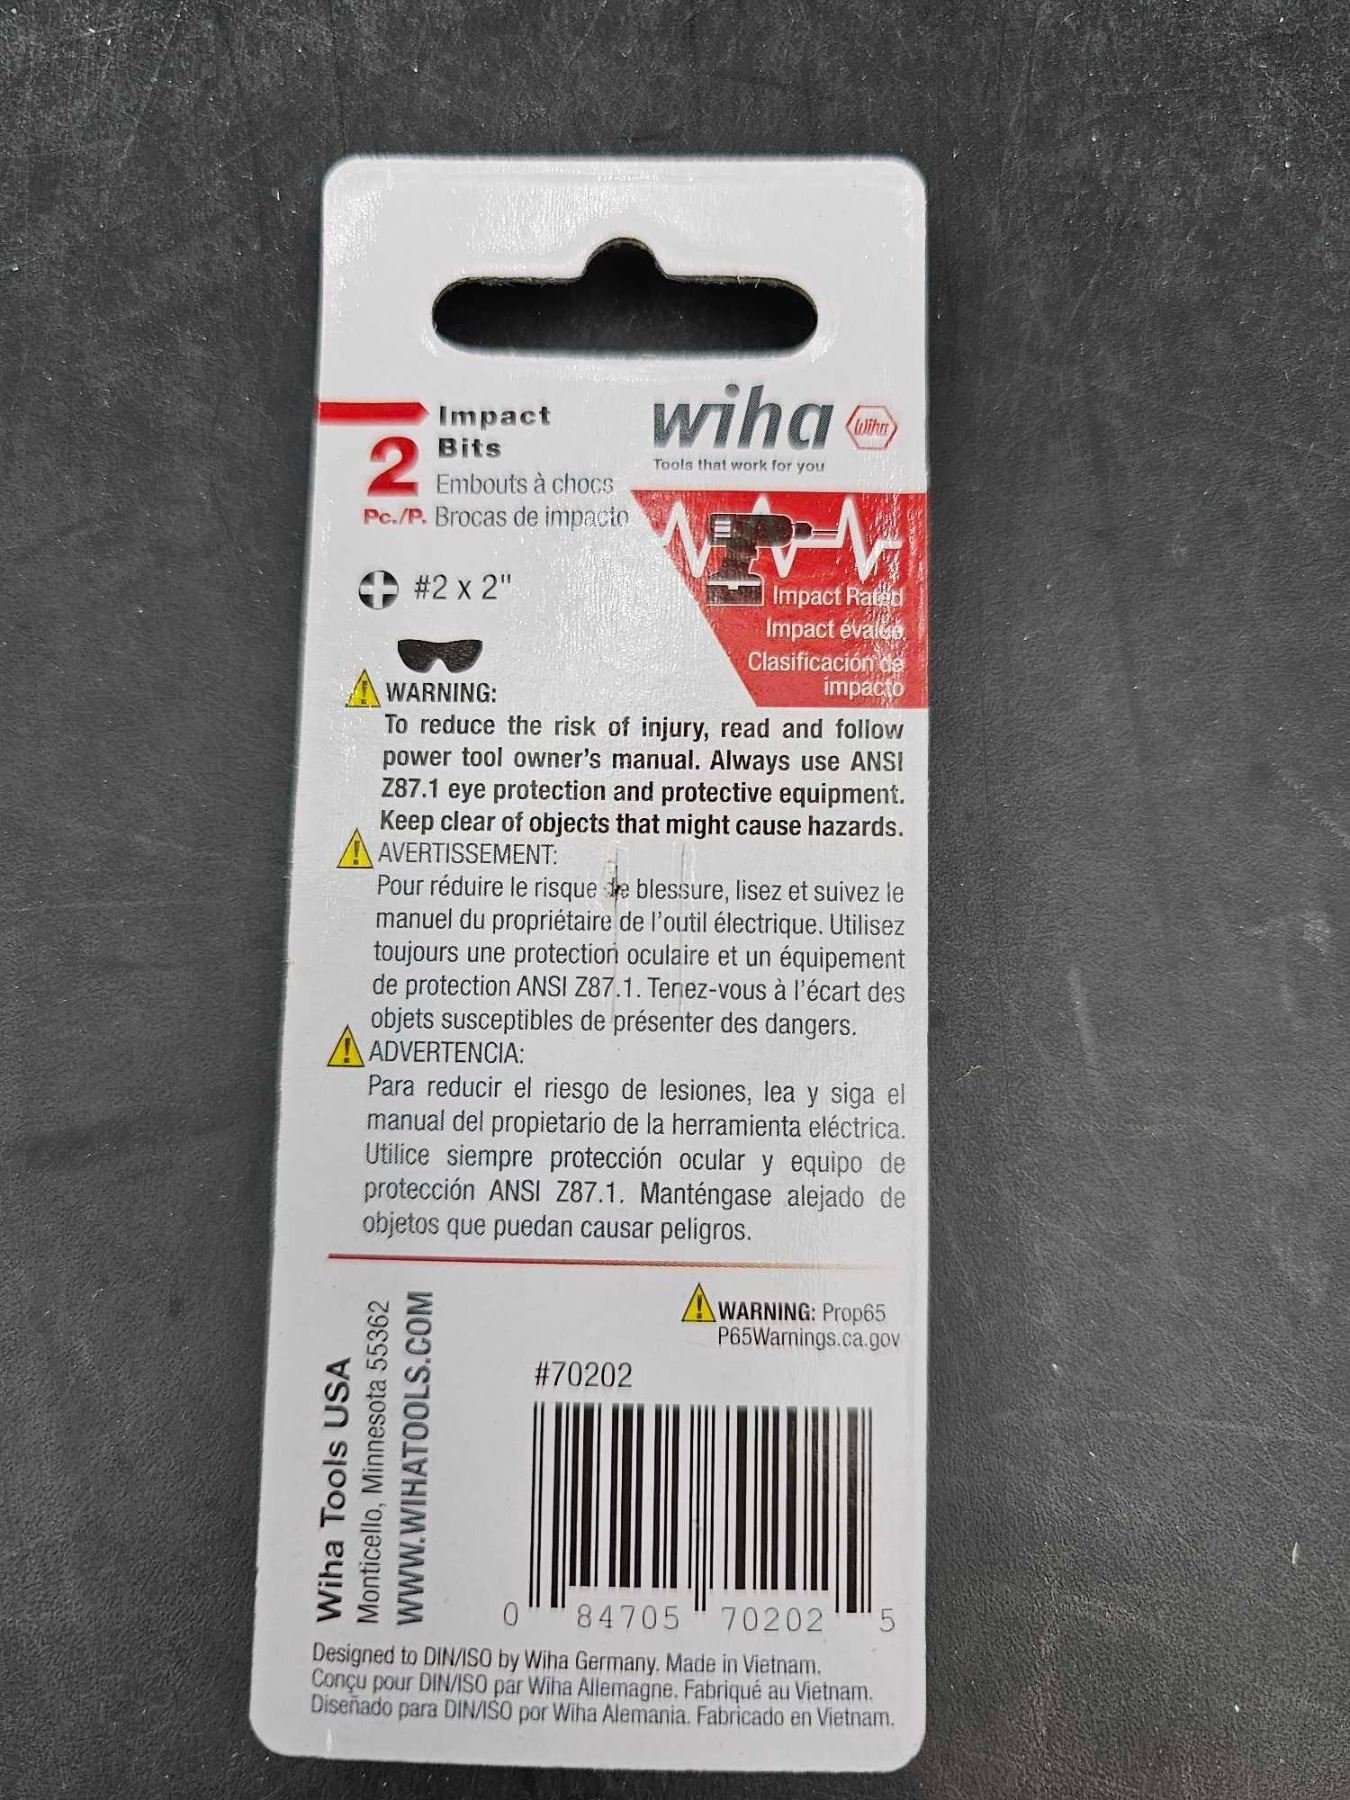 Impact
Bits
2
Pc./P.
Embouts à chocs
Brocas de impacto
wiha
Wiha
Tools that work for you
Impact Rated
Impact évalué
Clasificación de
impacto
#2 x 2"
WARNING:
To reduce the risk of injury, read and follow
power tool owner's manual. Always use ANSI
Z87.1 eye protection and protective equipment.
Keep clear of objects that might cause hazards.
AVERTISSEMENT:
Pour réduire le risque de blessure, lisez et suivez le
manuel du propriétaire de l'outil électrique. Utilisez
toujours une protection oculaire et un équipement
de protection ANSI Z87.1. Tenez-vous à l'écart des
objets susceptibles de présenter des dangers.
ADVERTENCIA:
Para reducir el riesgo de lesiones, lea y siga el
manual del propietario de la herramienta eléctrica.
Utilice siempre protección ocular y equipo de
protección ANSI Z87.1. Manténgase alejado de
objetos que puedan causar peligros.
Wiha Tools USA
Monticello, Minnesota 55362
WWW.WIHATOOLS.COM
WARNING: Prop65
P65Warnings.ca.gov
#70202
0 84705 70202 5
Designed to DIN/ISO by Wiha Germany. Made in Vietnam.
Conçu pour DIN/ISO par Wiha Allemagne. Fabriqué au Vietnam.
Diseñado para DIN/ISO por Wiha Alemania. Fabricado en Vietnam.